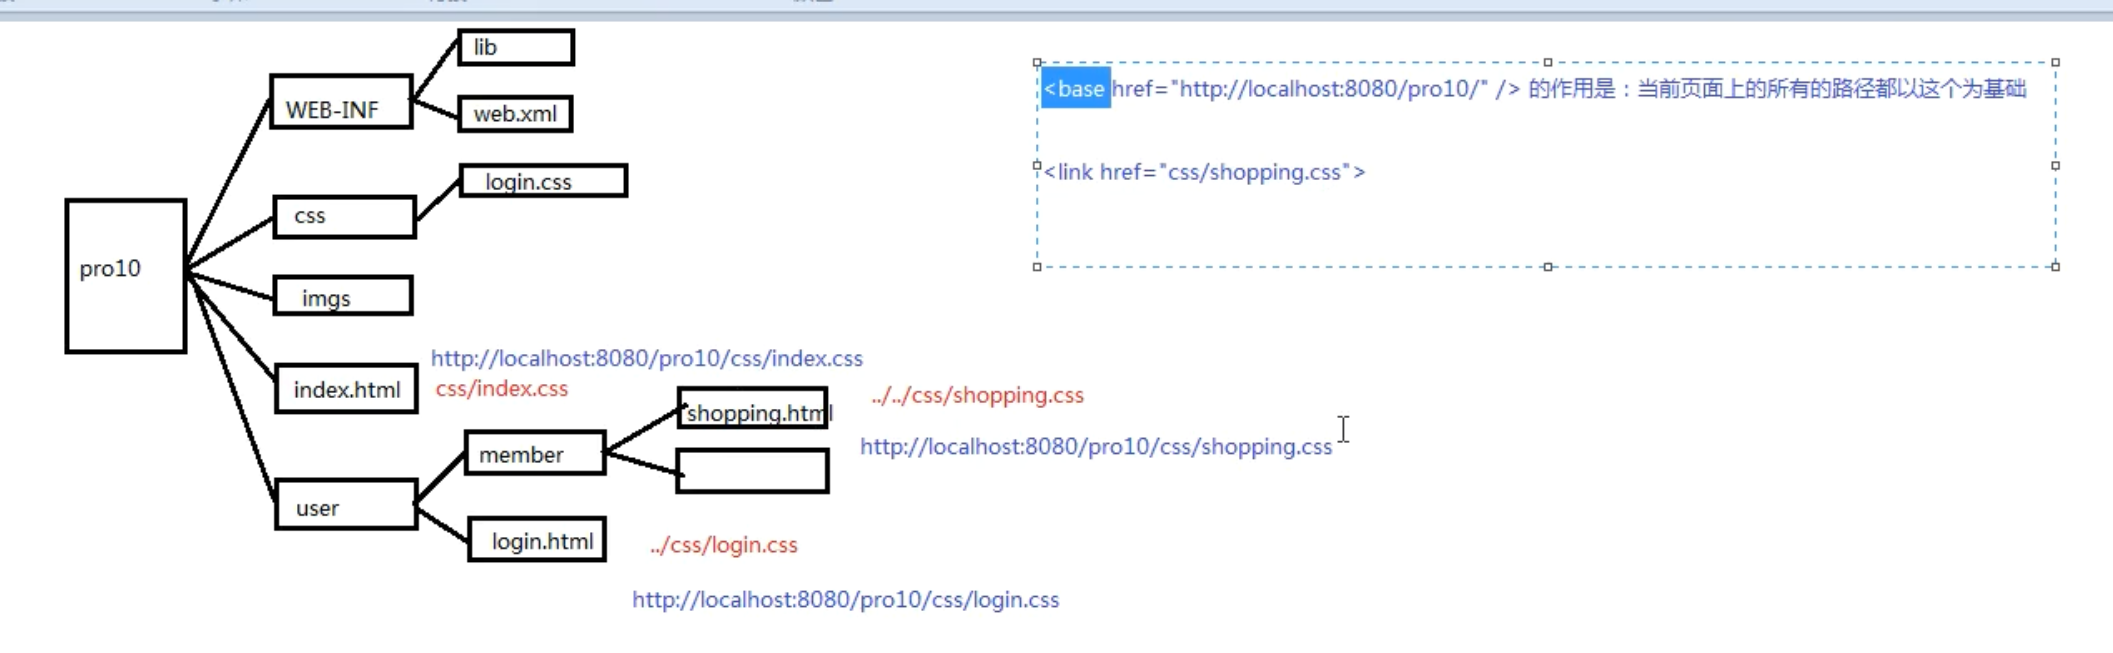 lib
WEB-INF
web.xml
login.css
css
pro10
imgs
http://localhost:8080/pro10/css/index.css
index.html
css/index.css
shopping.html
../../css/shopping.css
http://localhost:8080/pro10/css/shopping.css
member
user
login.html
../css/login.css
http://localhost:8080/pro10/css/login.css
<base href="http://localhost:8080/pro10/" /> 的作用是：当前页面上的所有的路径都以这个为基础
<link href="css/shopping.css">